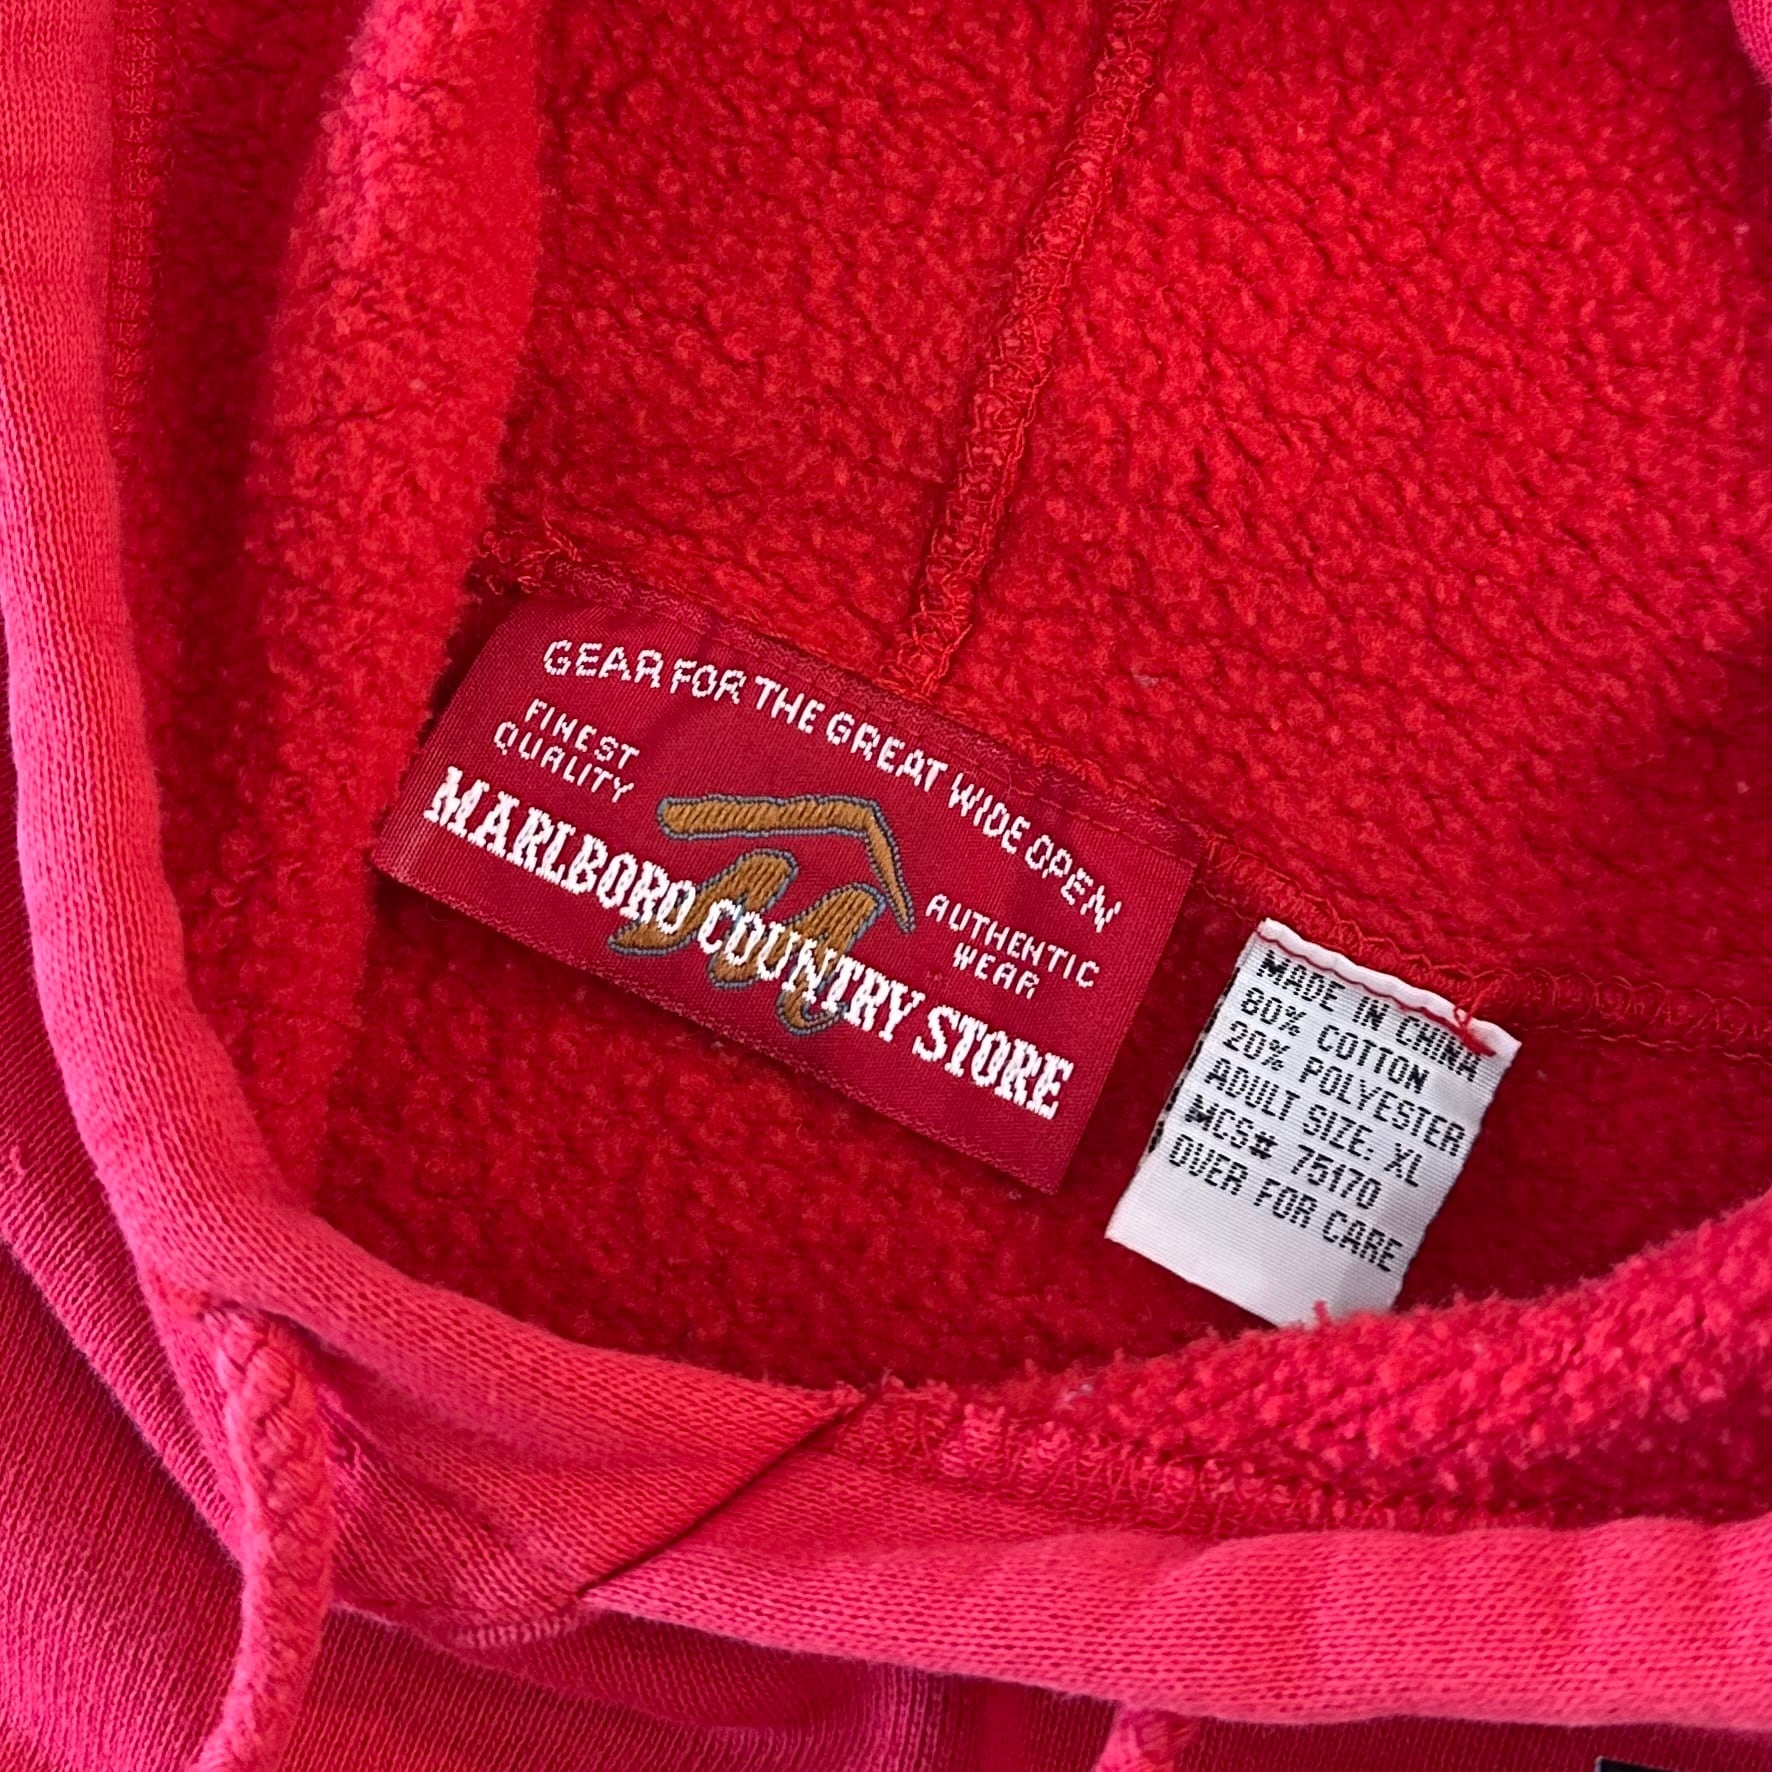 GEAR FOR THE GREAT WIDE OPEN
FINEST
QUALITY
AUTHENTIC
WEAR
MARLBORO COUNTRY STORE
MADE IN CHINA
80% COTTON
20% POLYESTER
ADULT SIZE: XL
MCS# 75170
OVER FOR CARE